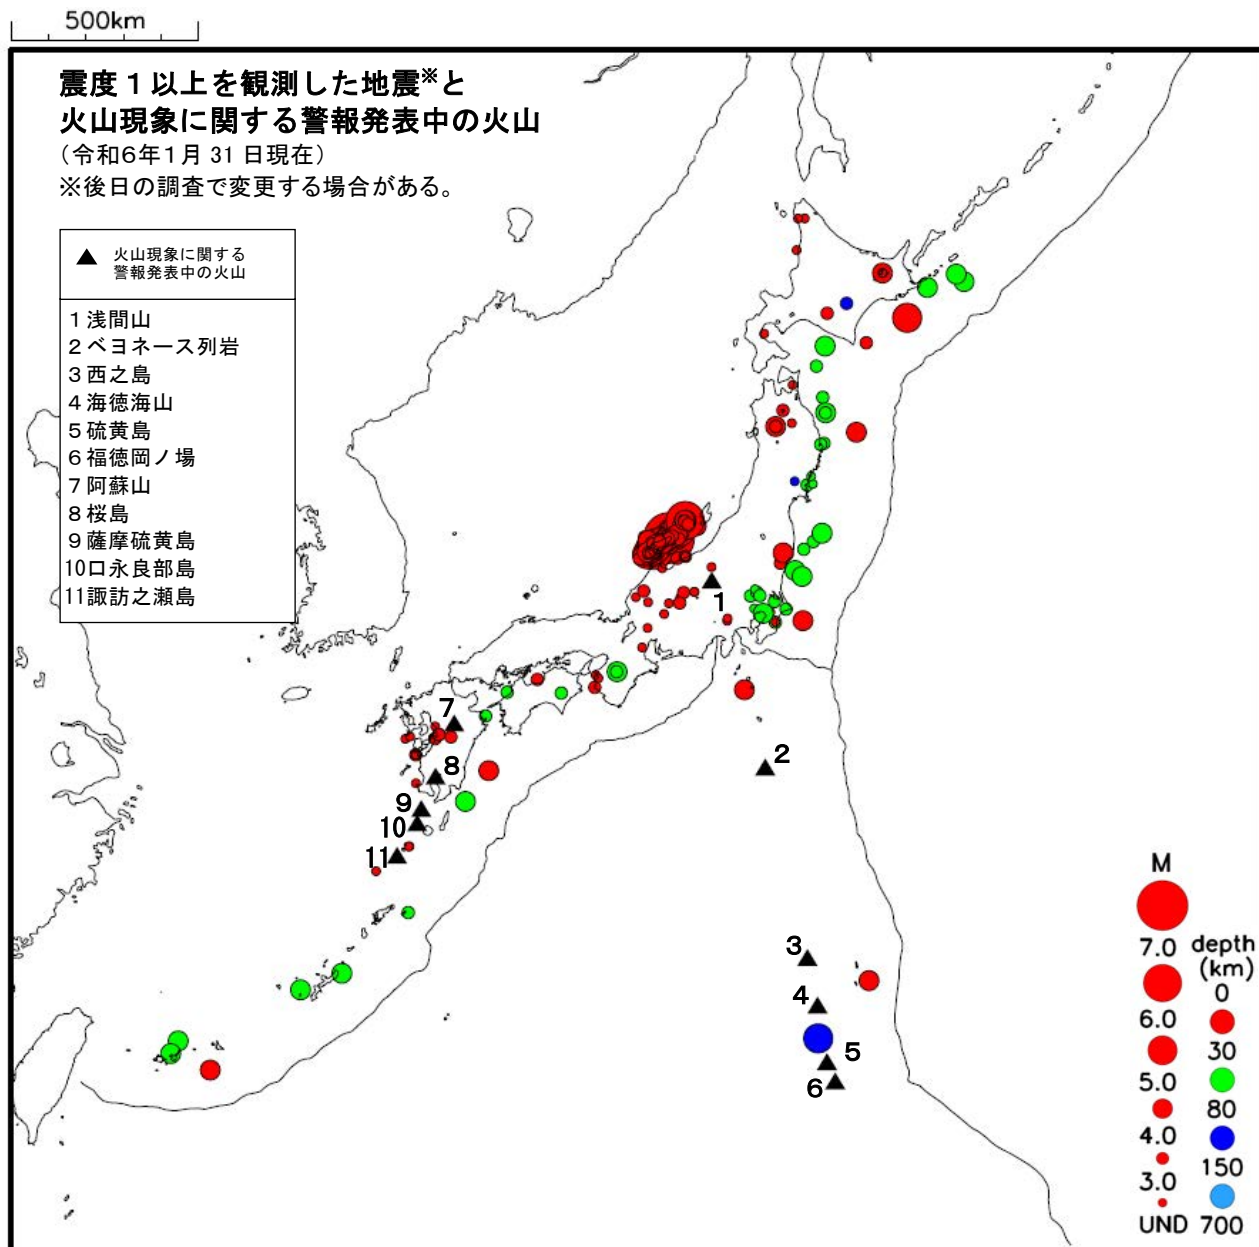 500km
震度１以上を観測した地震※と
火山現象に関する警報発表中の火山
（令和6年1月 31 日現在）
※後日の調査で変更する場合がある。
▲ 火山現象に関する
警報発表中の火山
1浅間山
2ベヨネース列岩
3西之島
4海徳海山
5硫黄島
6福徳岡ノ場
7阿蘇山
8桜島
9薩摩硫黄島
10口永良部島
11諏訪之瀬島
1
7
2
8
9
10
11
3
4
5
6
M
7.0
6.0
5.0
4.0
3.0
UND
depth
(km)
0
30
80
150
700